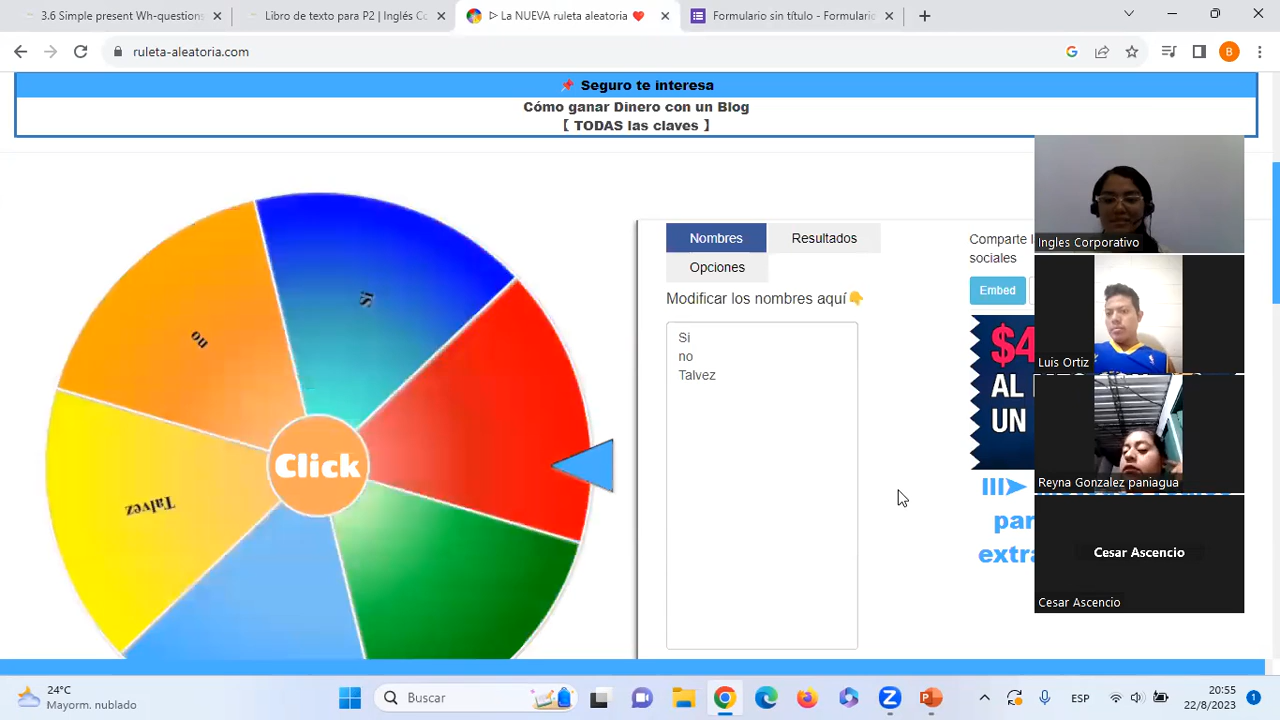 3.6 Simple present Wh-question
Libro de texto para P2 | Inglés C
▷ La NUEVA ruleta aleatoria ❤️
Formulario sin título - Formulario
ruleta-aleatoria.com
B
📌 Seguro te interesa
Cómo ganar Dinero con un Blog
【 TODAS las claves 】
Si
no
Talvez
Click
Nombres
Resultados
Opciones
Modificar los nombres aquí👇
Si
no
Talvez
Comparte l
sociales
Embed
$4
AL
UN
III➤
par
extra
Ingles Corporativo
Luis Ortiz
Reyna Gonzalez paniagua
Cesar Ascencio
Cesar Ascencio
24°C
Mayorm. nublado
Buscar
ESP
20:55
22/8/2023
1